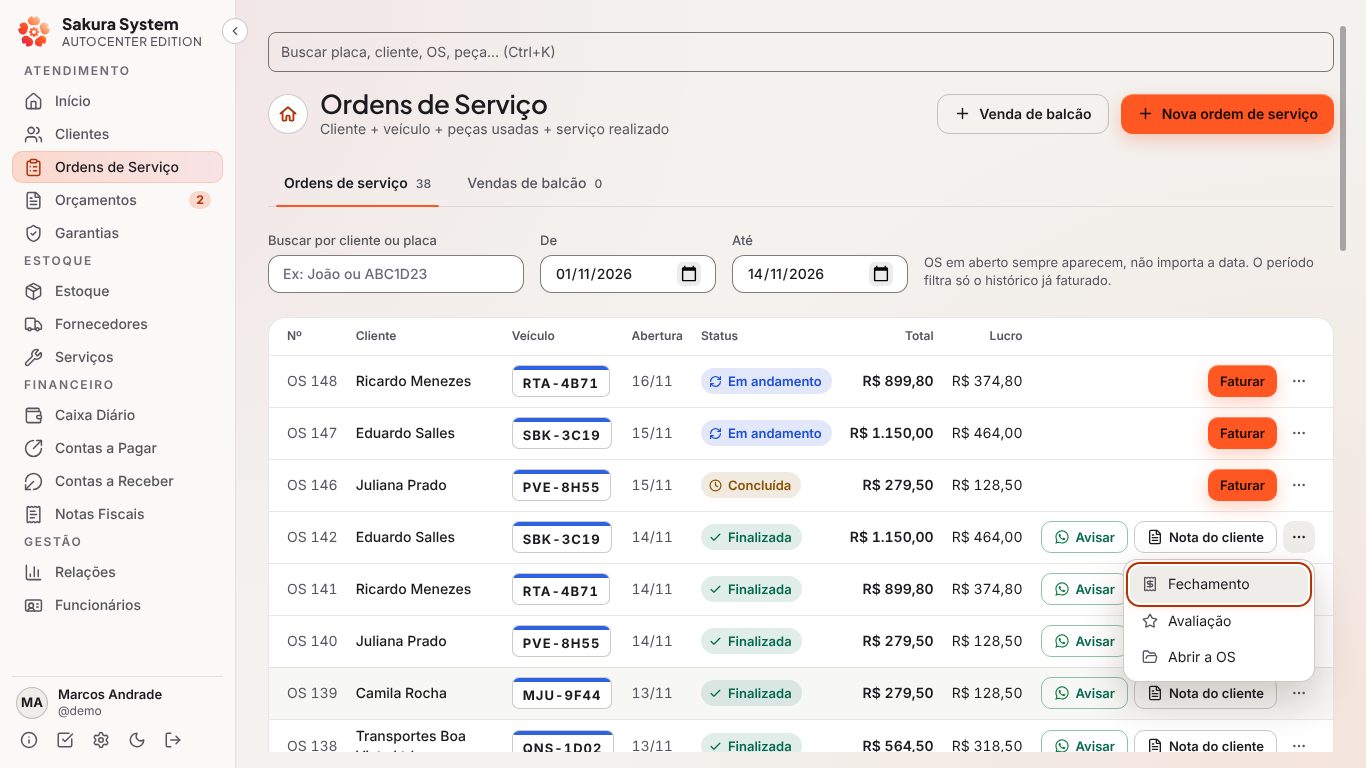 Sakura System
AUTOCENTER EDITION
ATENDIMENTO
Início
Clientes
Ordens de Serviço
Orçamentos 2
Garantias
ESTOQUE
Estoque
Fornecedores
Serviços
FINANCEIRO
Caixa Diário
Contas a Pagar
Contas a Receber
Notas Fiscais
GESTÃO
Relações
Funcionários
MA
Marcos Andrade
@demo
Buscar placa, cliente, OS, peça... (Ctrl+K)
Ordens de Serviço
Cliente + veículo + peças usadas + serviço realizado
+ Venda de balcão
+ Nova ordem de serviço
Ordens de serviço 38
Vendas de balcão 0
Buscar por cliente ou placa
Ex: João ou ABC1D23
De
01/11/2026
Até
14/11/2026
OS em aberto sempre aparecem, não importa a data. O período
filtra só o histórico já faturado.
Nº Cliente Veículo Abertura Status Total Lucro
OS 148 Ricardo Menezes RTA-4B71 16/11 Em andamento R$ 899,80 R$ 374,80 Faturar ...
OS 147 Eduardo Salles SBK-3C19 15/11 Em andamento R$ 1.150,00 R$ 464,00 Faturar ...
OS 146 Juliana Prado PVE-8H55 15/11 Concluída R$ 279,50 R$ 128,50 Faturar ...
OS 142 Eduardo Salles SBK-3C19 14/11 Finalizada R$ 1.150,00 R$ 464,00 Avisar Nota do cliente ...
OS 141 Ricardo Menezes RTA-4B71 14/11 Finalizada R$ 899,80 R$ 374,80 Avisar
OS 140 Juliana Prado PVE-8H55 14/11 Finalizada R$ 279,50 R$ 128,50 Avisar
OS 139 Camila Rocha MJU-9F44 13/11 Finalizada R$ 279,50 R$ 128,50 Avisar Nota do cliente ...
OS 138 Transportes Boa QNS-1D02 13/11 Finalizada R$ 564,50 R$ 318,50 Avisar Nota do cliente ...
Fechamento
Avaliação
Abrir a OS